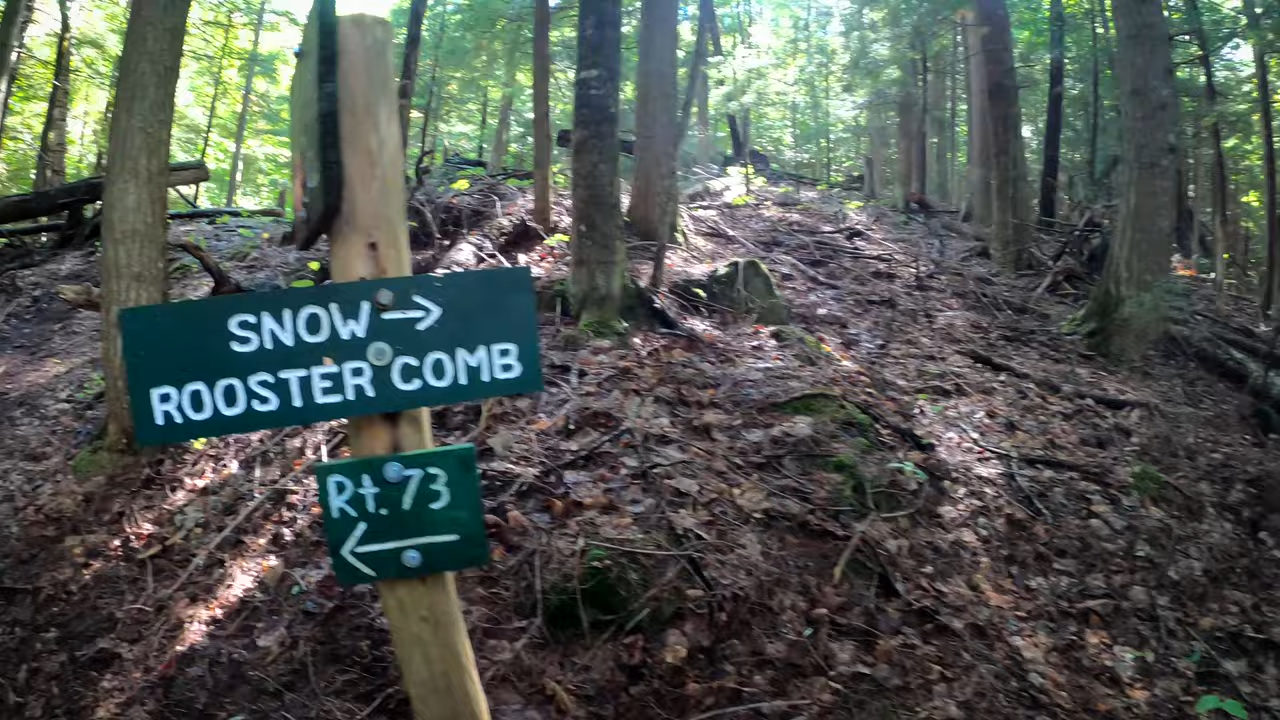 SNOW →
ROOSTER COMB
Rt. 73
←